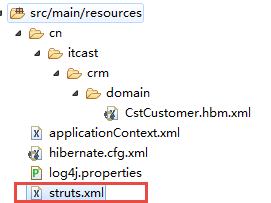 src/main/resources
cn
itcast
crm
domain
CstCustomer.hbm.xml
applicationContext.xml
hibernate.cfg.xml
log4j.properties
struts.xml